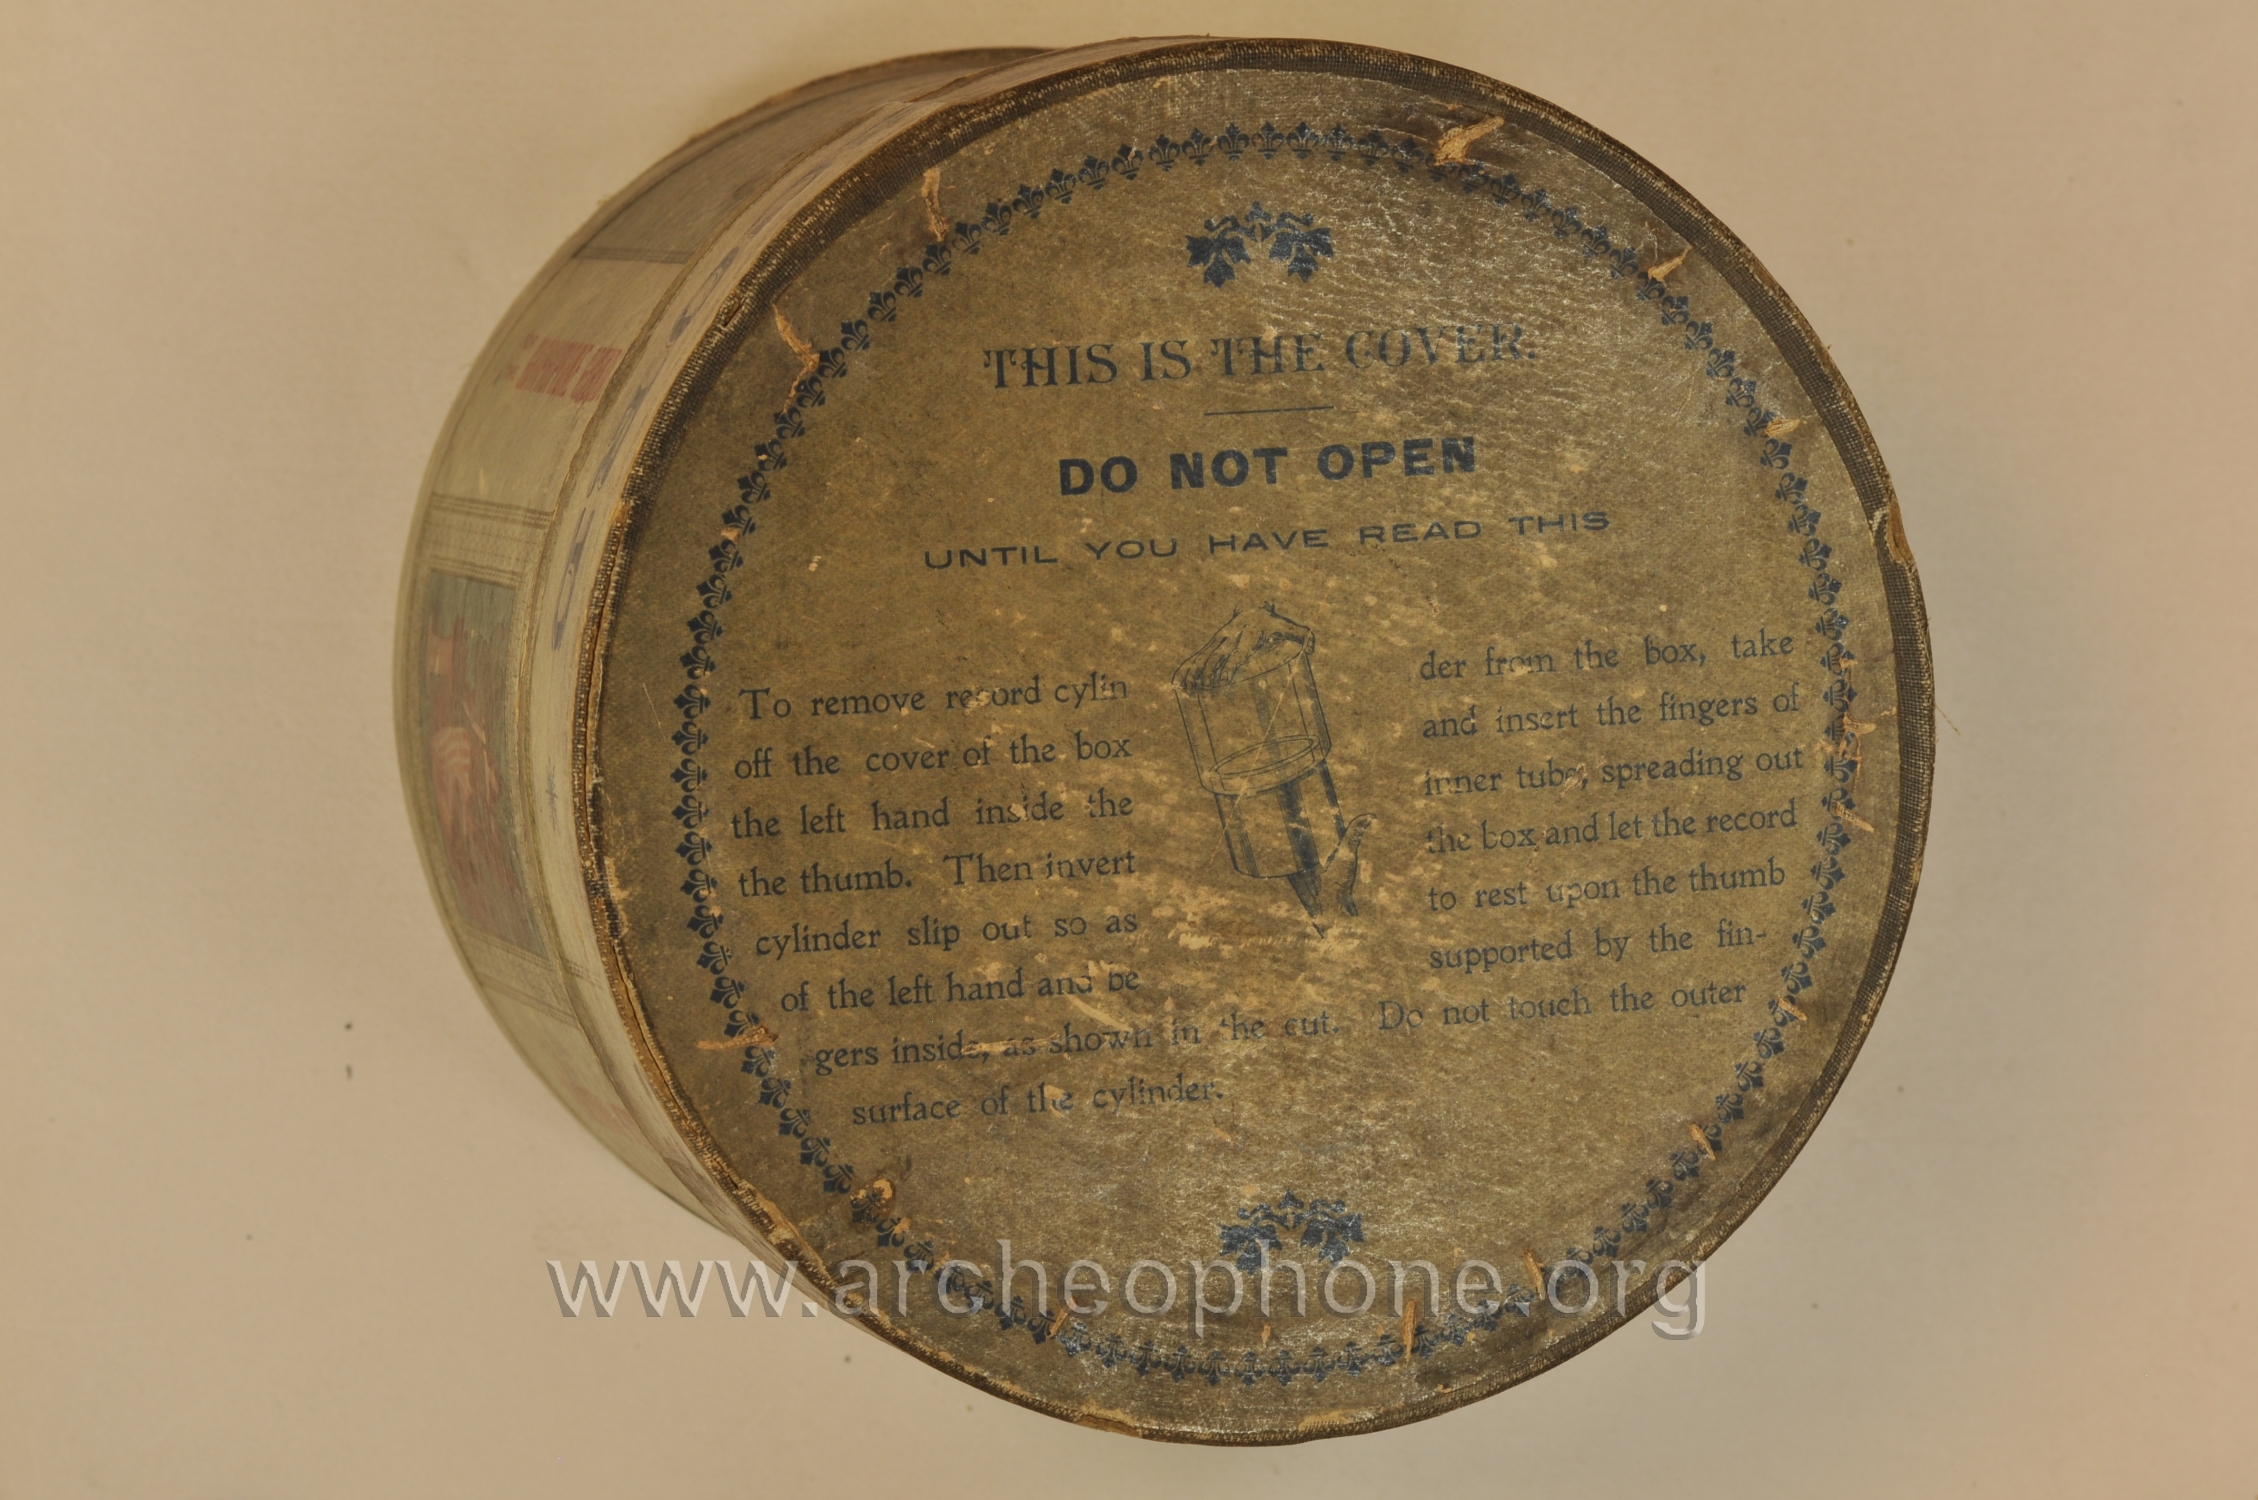 THIS IS THE COVER.
DO NOT OPEN
UNTIL YOU HAVE READ THIS
To remove record cylin der from the box, take
off the cover of the box and insert the fingers of
the left hand inside the inner tube, spreading out
the thumb. Then invert the box and let the record
cylinder slip out so as to rest upon the thumb
of the left hand and be supported by the fin-
gers inside, as shown in the cut. Do not touch the outer
surface of the cylinder.
www.archeophone.org